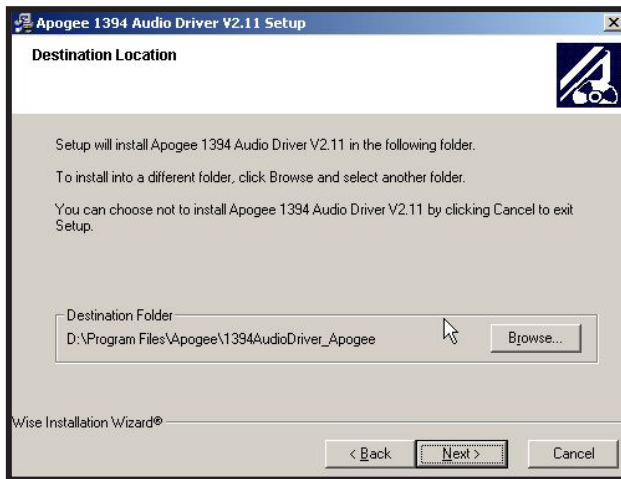 Apogee 1394 Audio Driver V2.11 Setup
Destination Location
Setup will install Apogee 1394 Audio Driver V2.11 in the following folder.
To install into a different folder, click Browse and select another folder.
You can choose not to install Apogee 1394 Audio Driver V2.11 by clicking Cancel to exit
Setup.
Destination Folder
D:\Program Files\Apogee\1394AudioDriver_Apogee
Browse...
Wise Installation Wizard®
< Back
Next >
Cancel